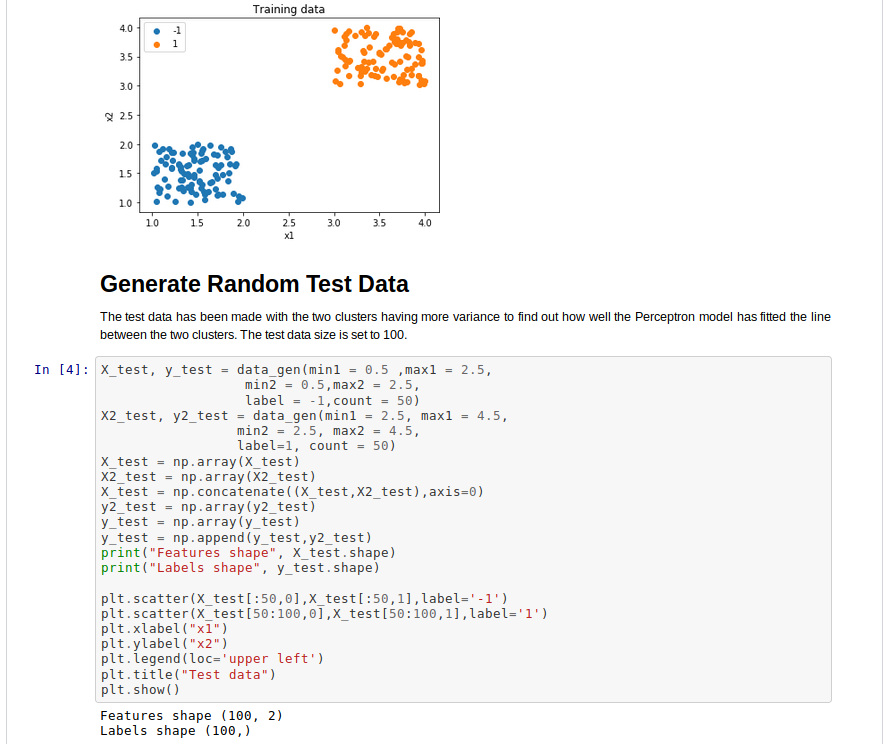 Training data
-1
1
4.0
3.5
3.0
2.5
2.0
1.5
1.0
x2
1.0 1.5 2.0 2.5 3.0 3.5 4.0
x1
Generate Random Test Data
The test data has been made with the two clusters having more variance to find out how well the Perceptron model has fitted the line
between the two clusters. The test data size is set to 100.
In [4]:
X_test, y_test = data_gen(min1 = 0.5 ,max1 = 2.5,
min2 = 0.5,max2 = 2.5,
label = -1,count = 50)
X2_test, y2_test = data_gen(min1 = 2.5, max1 = 4.5,
min2 = 2.5, max2 = 4.5,
label=1, count = 50)
X_test = np.array(X_test)
X2_test = np.array(X2_test)
X_test = np.concatenate((X_test,X2_test),axis=0)
y2_test = np.array(y2_test)
y_test = np.array(y_test)
y_test = np.append(y_test,y2_test)
print("Features shape", X_test.shape)
print("Labels shape", y_test.shape)
plt.scatter(X_test[:50,0],X_test[:50,1],label='-1')
plt.scatter(X_test[50:100,0],X_test[50:100,1],label='1')
plt.xlabel("x1")
plt.ylabel("x2")
plt.legend(loc='upper left')
plt.title("Test data")
plt.show()
Features shape (100, 2)
Labels shape (100,)